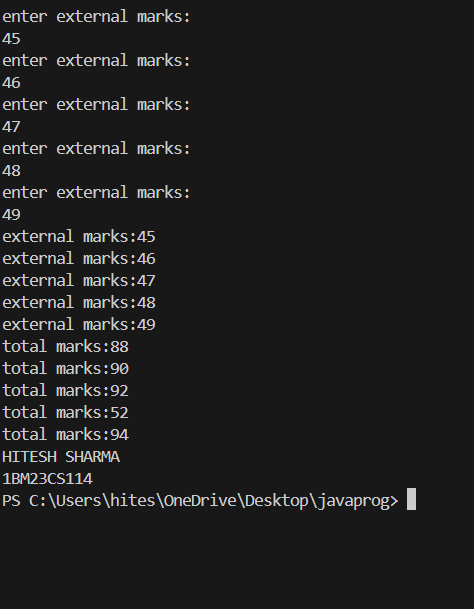 enter external marks:
45
enter external marks:
46
enter external marks:
47
enter external marks:
48
enter external marks:
49
external marks:45
external marks:46
external marks:47
external marks:48
external marks:49
total marks:88
total marks:90
total marks:92
total marks:52
total marks:94
HITESH SHARMA
1BM23CS114
PS C:\Users\hites\OneDrive\Desktop\javaprog>